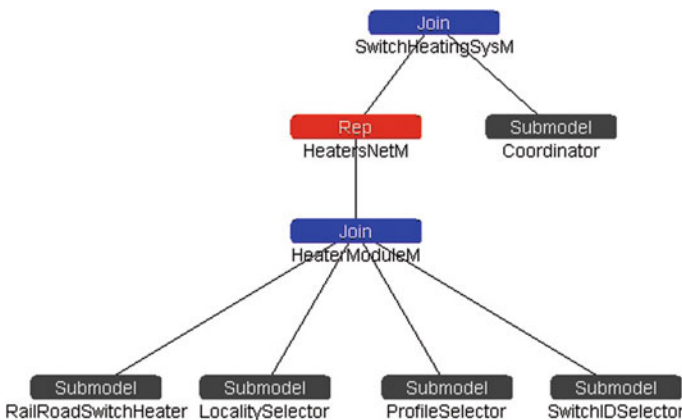 Join
SwitchHeatingSysM
Rep
HeatersNetM
Submodel
Coordinator
Join
HeaterModuleM
Submodel
RailRoadSwitchHeater
Submodel
LocalitySelector
Submodel
ProfileSelector
Submodel
SwitchIDSelector